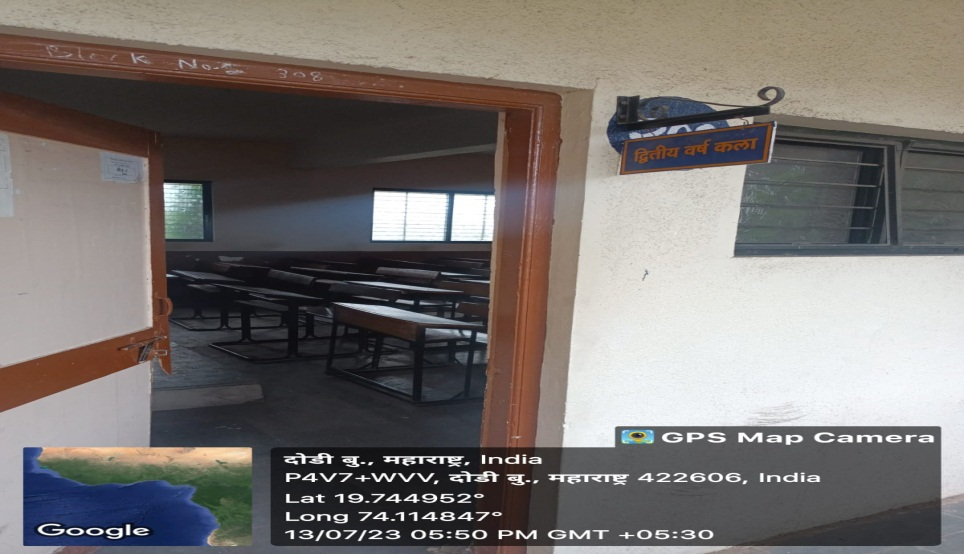 Block No.5 308
द्वितीय वर्ष कला
GPS Map Camera
दोडी बु., महाराष्ट्र, India
P4V7+WVV, दोडी बु., महाराष्ट्र 422606, India
Lat 19.744952°
Long 74.114847°
13/07/23 05:50 PM GMT +05:30
Google